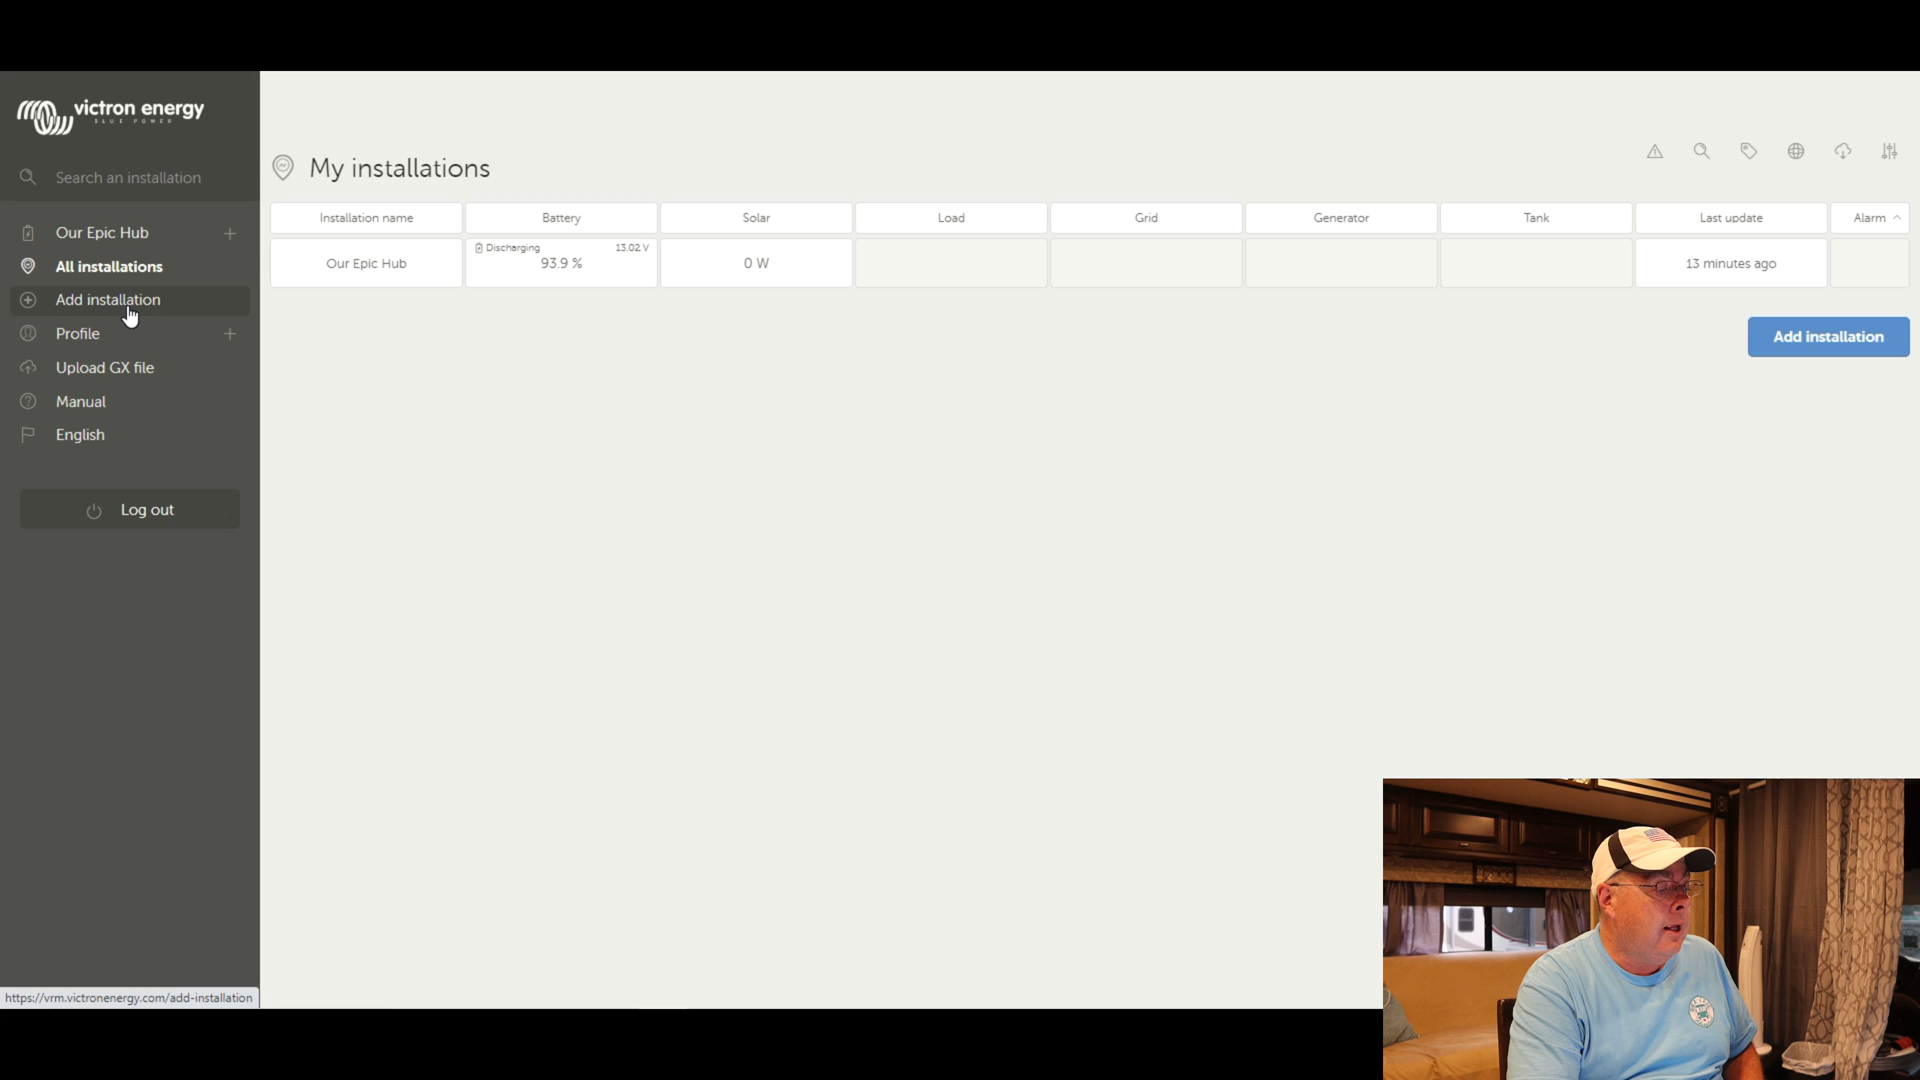 victron energy
BLUE POWER
Search an installation
Our Epic Hub
All installations
Add installation
Profile
Upload GX file
Manual
English
Log out
My installations
Installation name
Battery
Solar
Load
Grid
Generator
Tank
Last update
Alarm
Our Epic Hub
Discharging
13.02 V
93.9 %
0 W
13 minutes ago
Add installation
https://vrm.victronenergy.com/add-installation